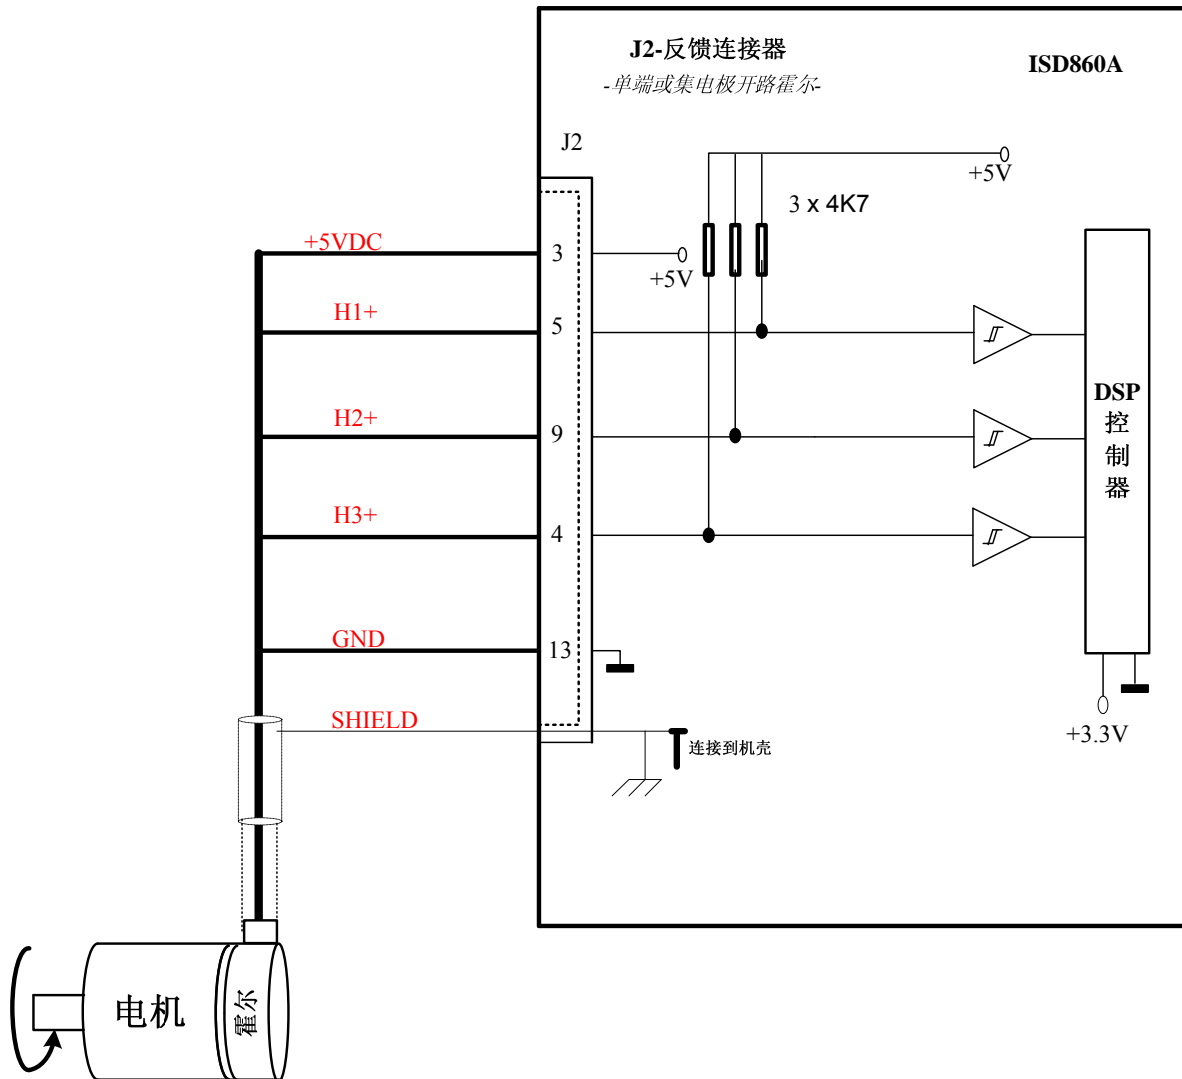 J2-反馈连接器
ISD860A
-单端或集电极开路霍尔-
J2
+5V
3 x 4K7
+5VDC
3
+5V
H1+
5
H2+
9
DSP
控
制
器
H3+
4
GND
13
SHIELD
连接到机壳
+3.3V
电机
霍尔